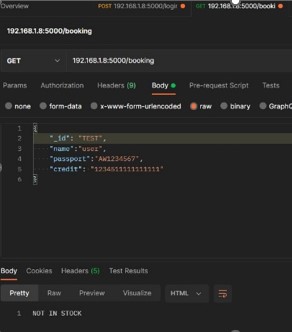 Overview
POST 192.168.1.8:5000/logi
GET 192.168.1.8:5000/booki
192.168.1.8:5000/booking
GET 192.168.1.8:5000/booking
Params Authorization Headers (9) Body Pre-request Script Tests
none form-data x-www-form-urlencoded raw binary GraphQ
1 {
2 "_id": "TEST",
3 "name":"user",
4 "passport":"AW1234567",
5 "credit": "1234511111111111"
6 }
Body Cookies Headers (5) Test Results
Pretty Raw Preview Visualize HTML
1 NOT IN STOCK